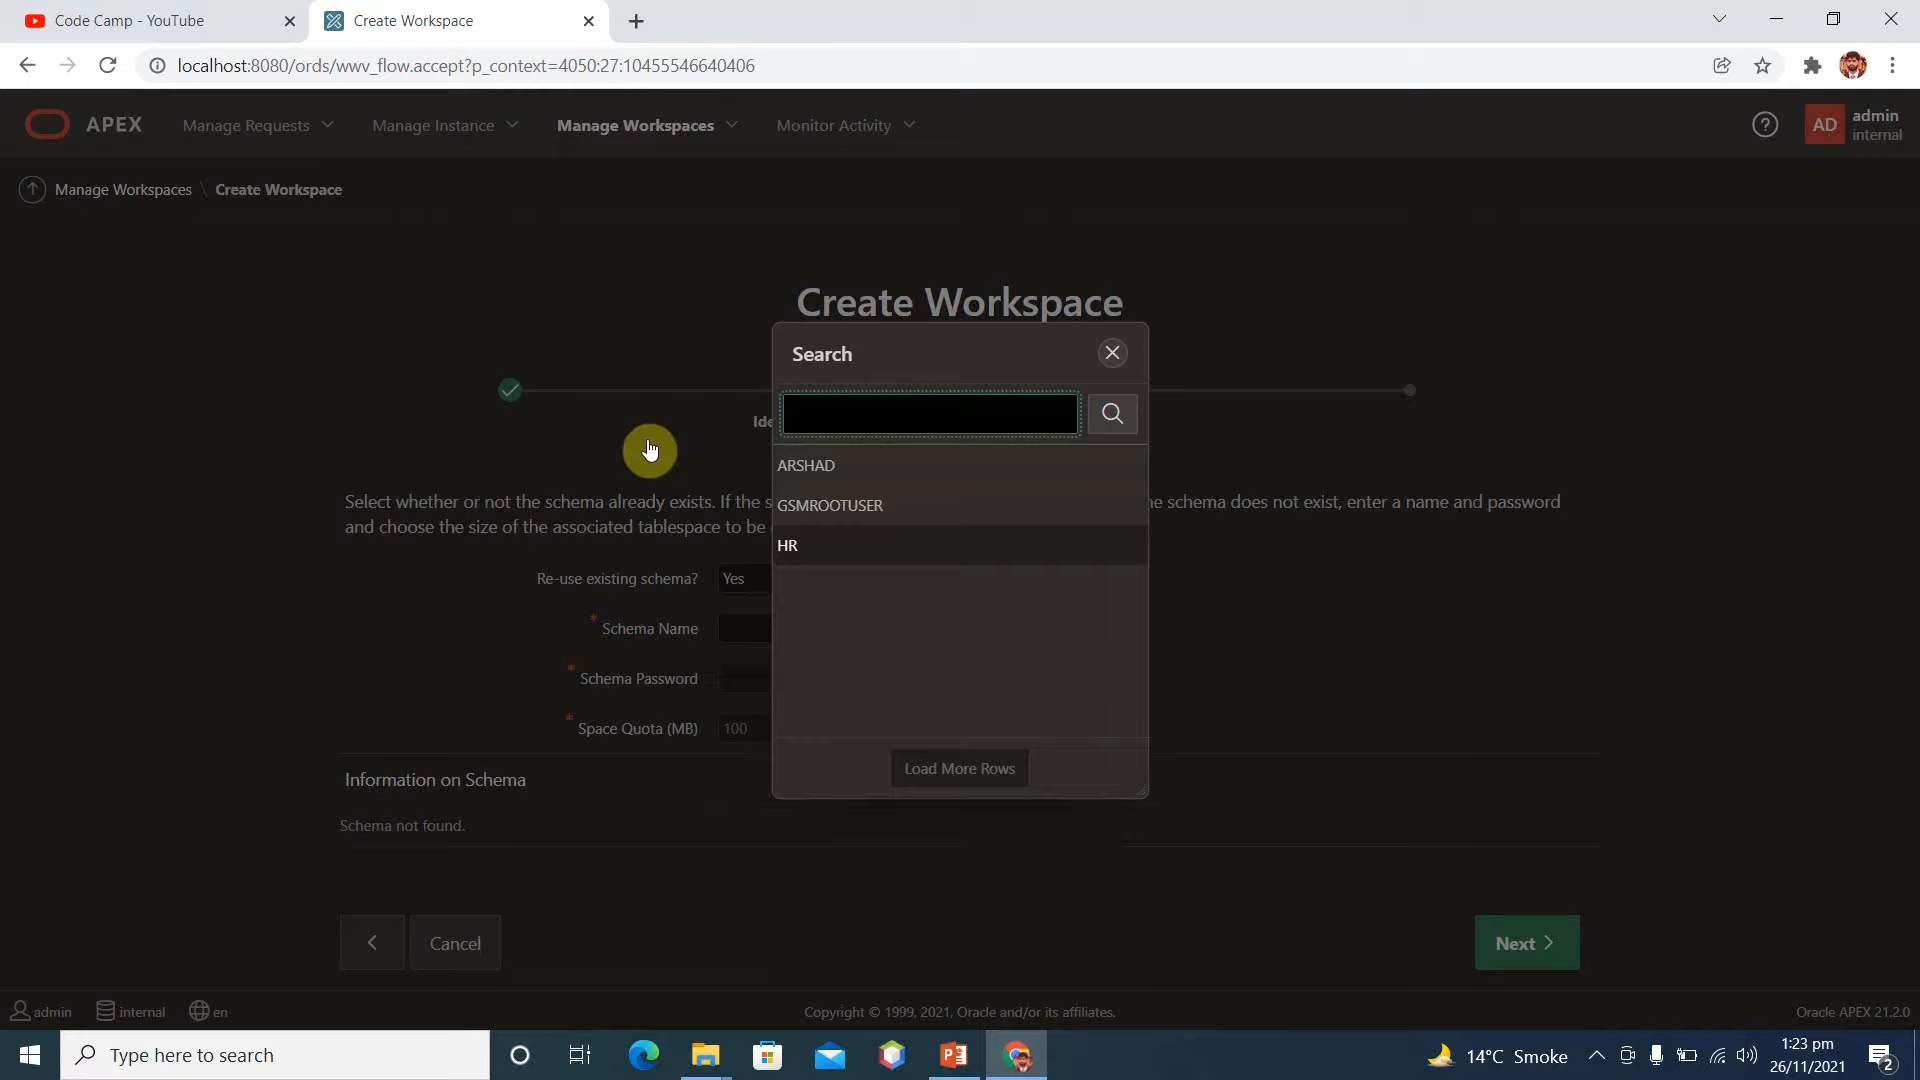 Code Camp - YouTube
Create Workspace
localhost:8080/ords/wwv_flow.accept?p_context=4050:27:10455546640406
APEX
Manage Requests
Manage Instance
Manage Workspaces
Monitor Activity
AD
admin
internal
Manage Workspaces \ Create Workspace
Create Workspace
Search
Ide
ARSHAD
GSMROOTUSER
HR
Load More Rows
Select whether or not the schema already exists. If the s
e schema does not exist, enter a name and password
and choose the size of the associated tablespace to be
Re-use existing schema? Yes
* Schema Name
* Schema Password
* Space Quota (MB) 100
Information on Schema
Schema not found.
Cancel
Next
admin
internal
en
Copyright © 1999, 2021, Oracle and/or its affiliates.
Oracle APEX 21.2.0
Type here to search
14°C Smoke
1:23 pm
26/11/2021
2